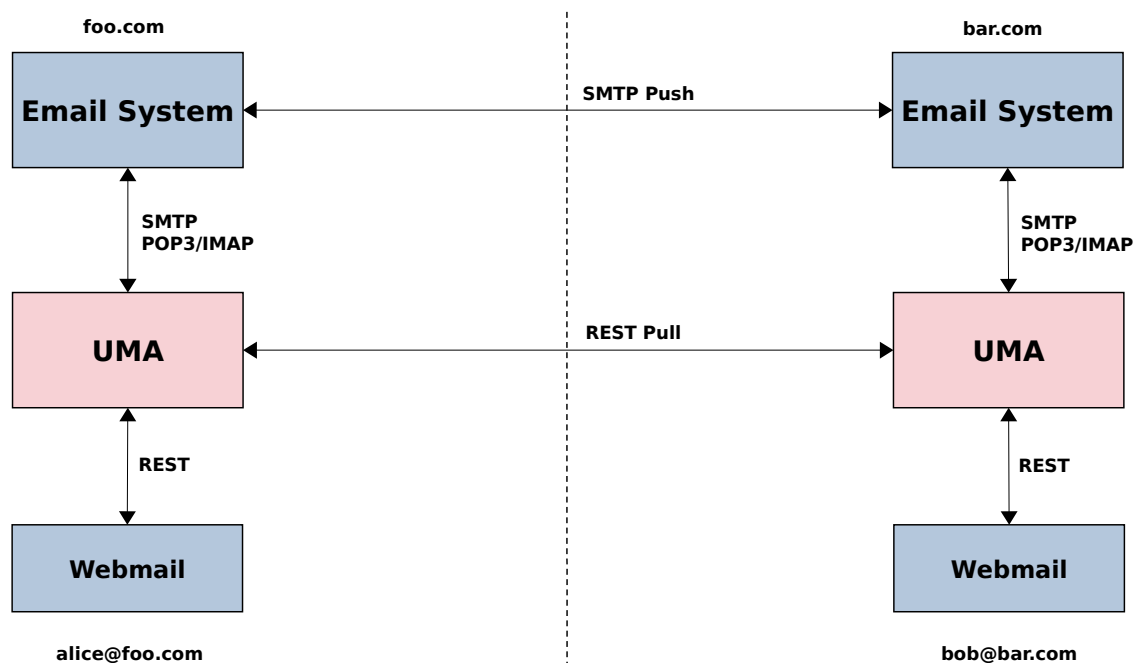 foo.com
bar.com
Email System
SMTP Push
Email System
SMTP
POP3/IMAP
SMTP
POP3/IMAP
UMA
REST Pull
UMA
REST
REST
Webmail
Webmail
alice@foo.com
bob@bar.com